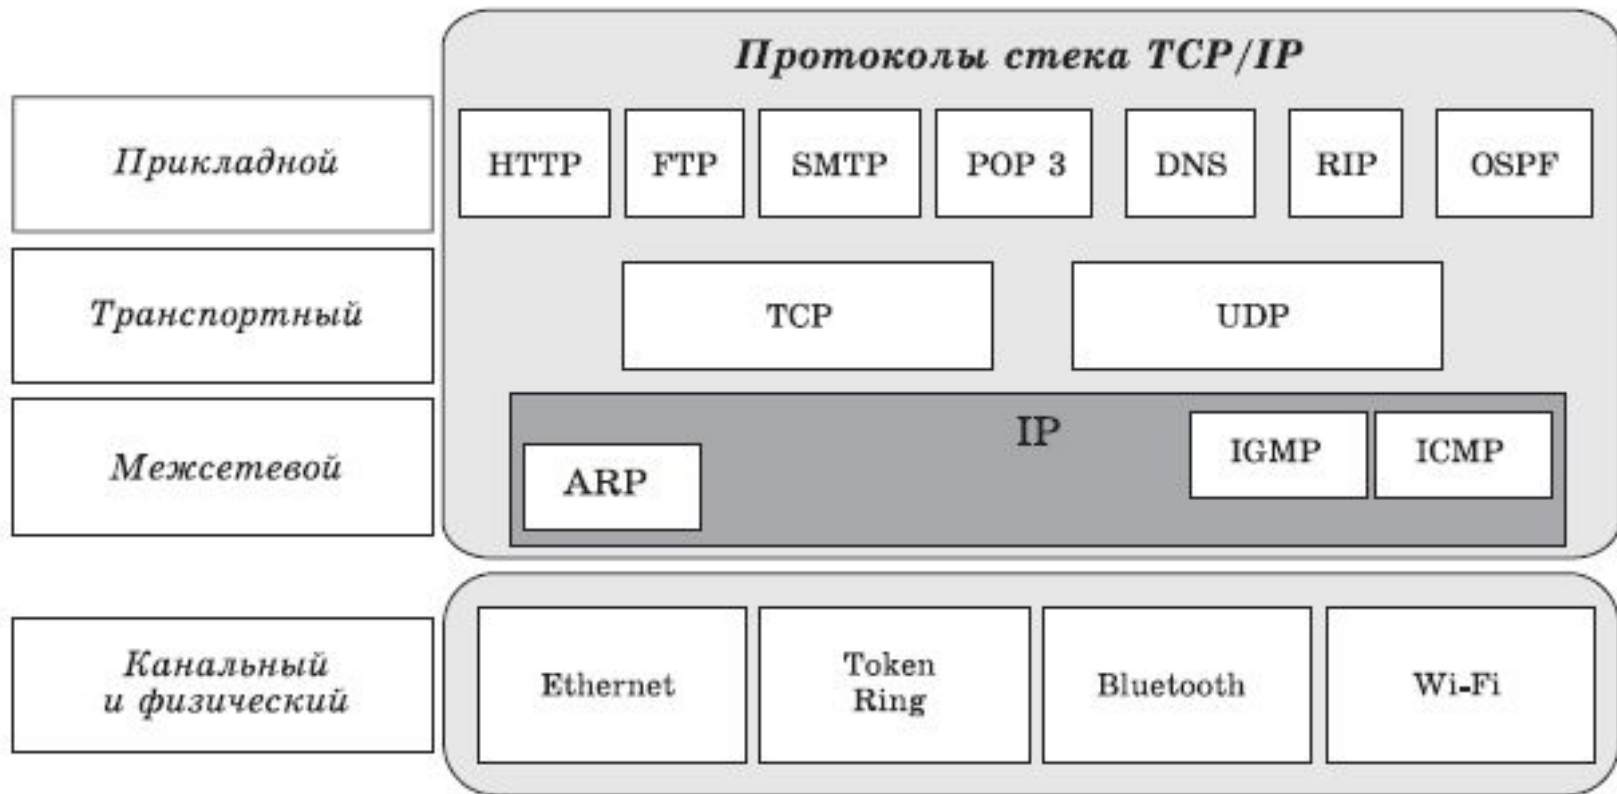 Протоколы стека TCP/IP
Прикладной
HTTP
FTP
SMTP
POP 3
DNS
RIP
OSPF
Транспортный
TCP
UDP
Межсетевой
IP
ARP
IGMP
ICMP
Канальный
и физический
Ethernet
Token
Ring
Bluetooth
Wi-Fi